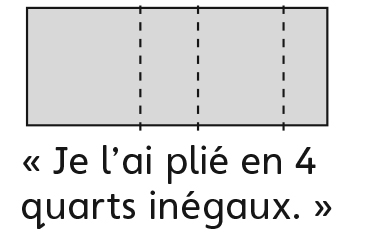 « Je l’ai plié en 4
quarts inégaux. »